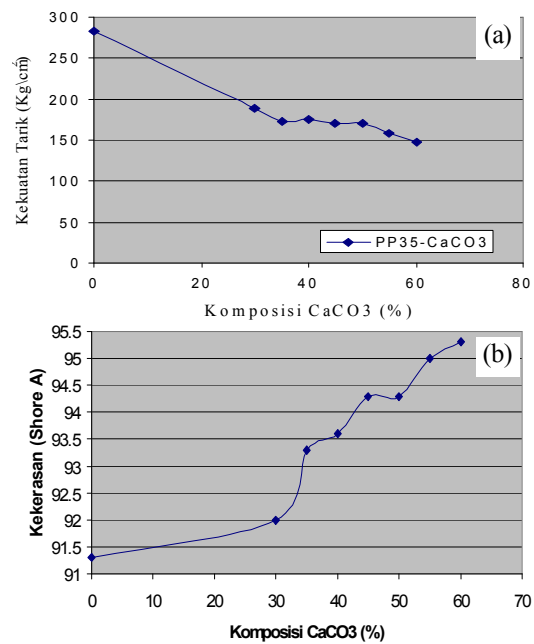 (a)
300
250
200
150
100
50
0
Kekuatan Tarik (Kg\cm²)
PP35-CaCO3
0 20 40 60 80
Komposisi CaCO3 (%)
(b)
95.5
95
94.5
94
93.5
93
92.5
92
91.5
91
Kekerasan (Shore A)
0 10 20 30 40 50 60 70
Komposisi CaCO3 (%)